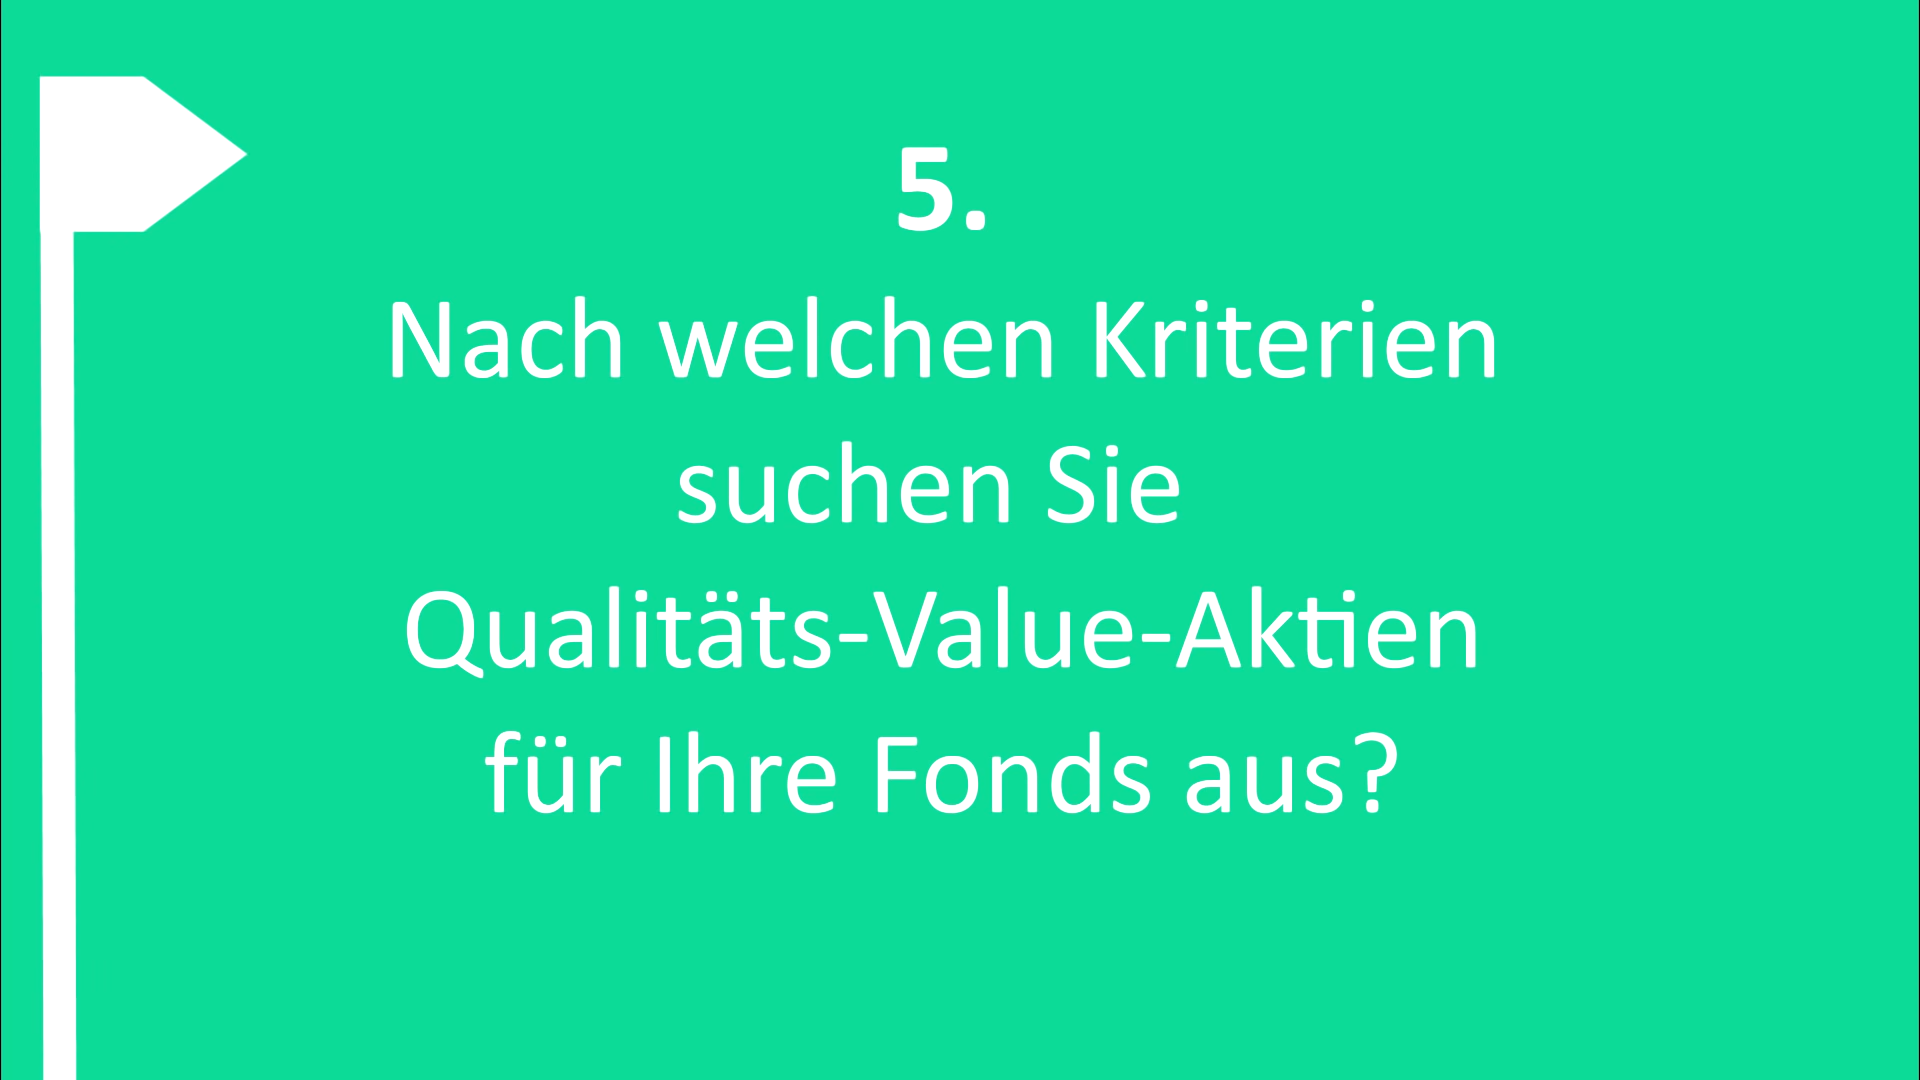 5.
Nach welchen Kriterien
suchen Sie
Qualitäts-Value-Aktien
für Ihre Fonds aus?